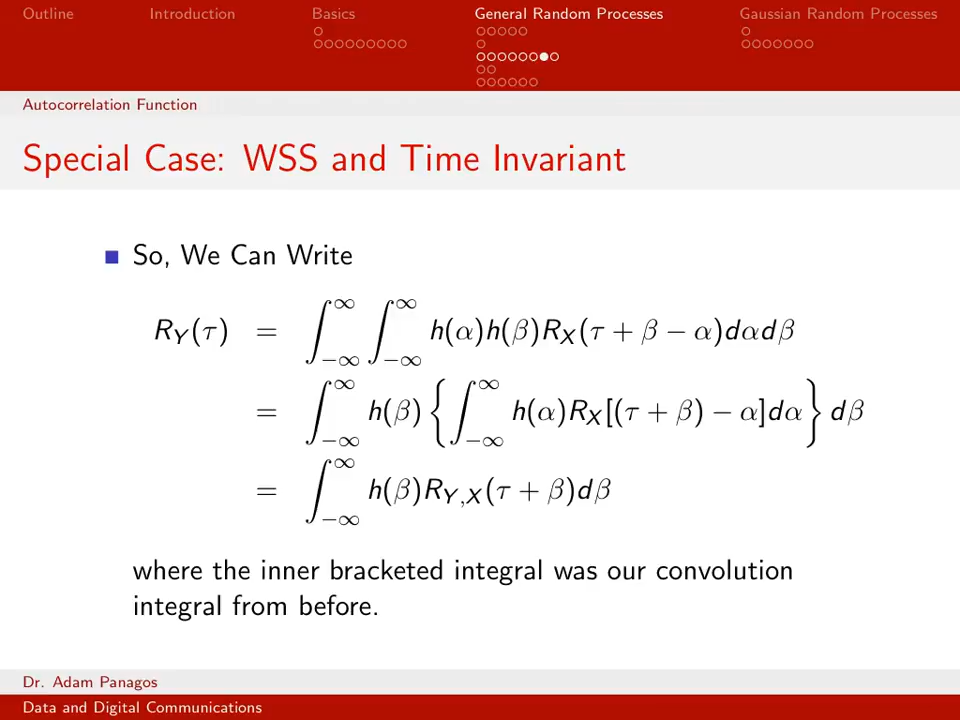 Outline Introduction Basics General Random Processes Gaussian Random Processes
Autocorrelation Function
Special Case: WSS and Time Invariant
So, We Can Write
R_Y(τ) = ∫_{−∞}^{∞} ∫_{−∞}^{∞} h(α)h(β)R_X(τ + β − α)dαdβ
= ∫_{−∞}^{∞} h(β) { ∫_{−∞}^{∞} h(α)R_X[(τ + β) − α]dα } dβ
= ∫_{−∞}^{∞} h(β)R_{Y,X}(τ + β)dβ
where the inner bracketed integral was our convolution
integral from before.
Dr. Adam Panagos
Data and Digital Communications